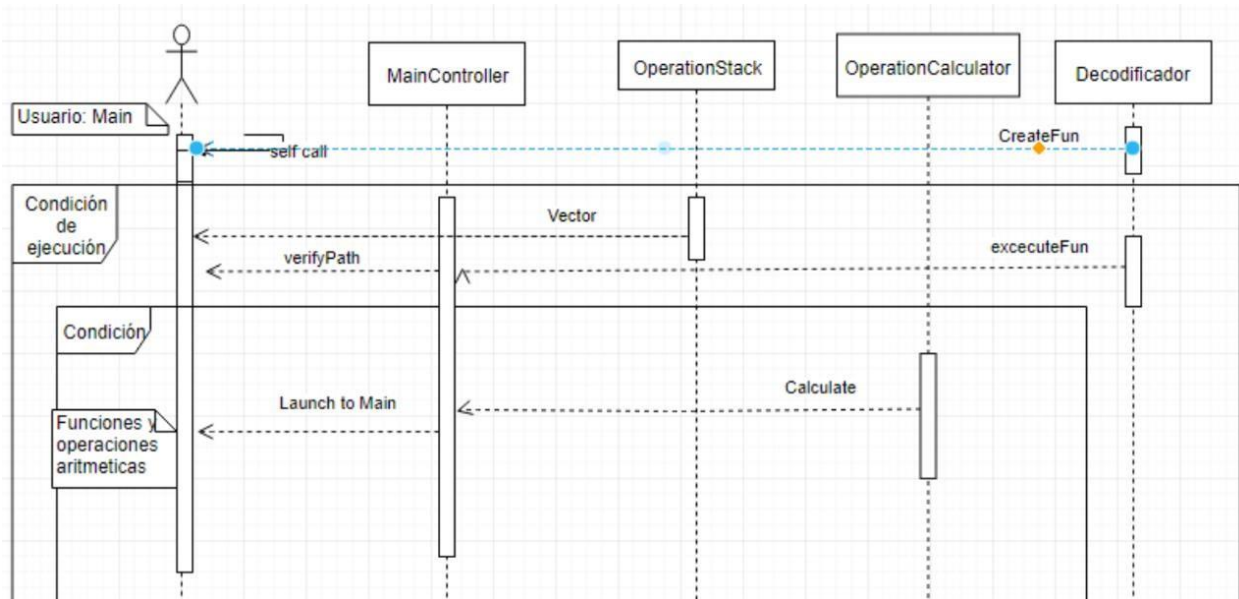 MainController
OperationStack
OperationCalculator
Decodificador
Usuario: Main
self call
CreateFun
Condición
de
ejecución
Vector
verifyPath
excecuteFun
Condición
Calculate
Launch to Main
Funciones y
operaciones
aritmeticas